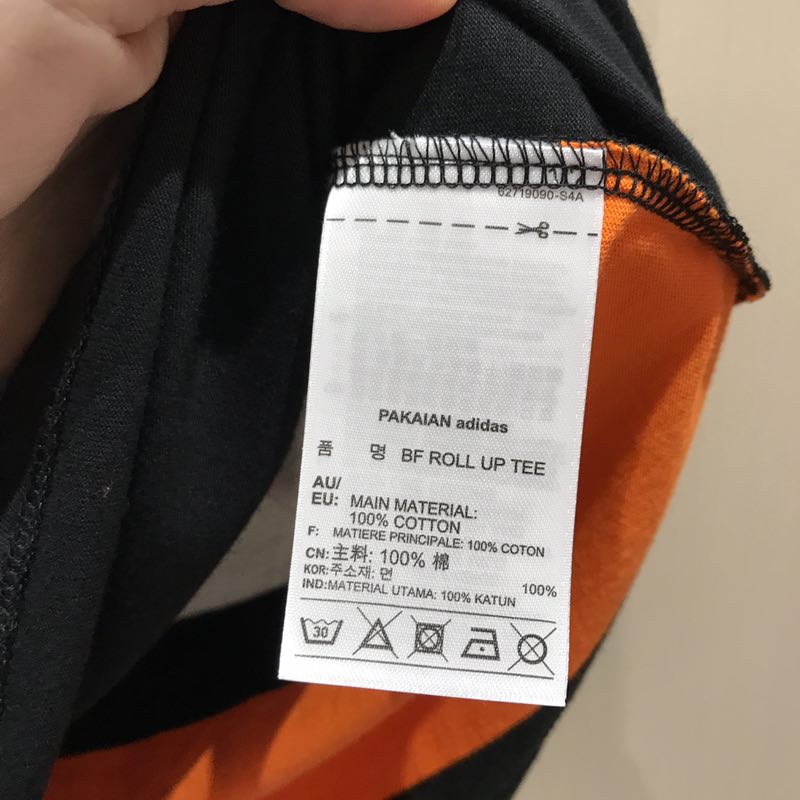 62719090-S4A
PAKAIAN adidas
품 명 BF ROLL UP TEE
AU/
EU: MAIN MATERIAL:
100% COTTON
F: MATIERE PRINCIPALE: 100% COTON
CN: 主料: 100% 棉
KOR: 주소재: 면 100%
IND: MATERIAL UTAMA: 100% KATUN
30